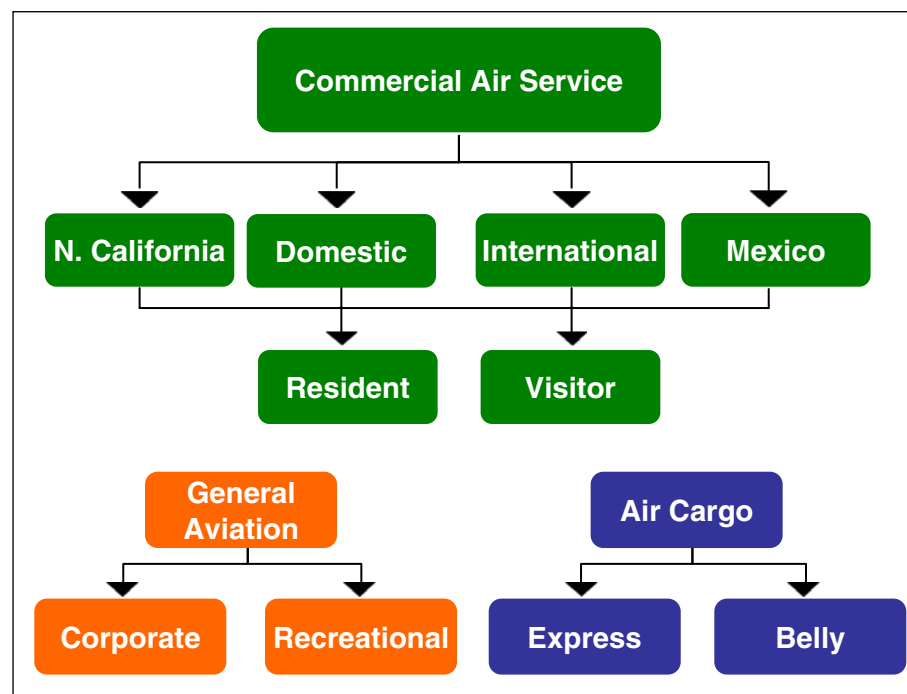 Commercial Air Service
N. California
Domestic
International
Mexico
Resident
Visitor
General
Aviation
Air Cargo
Corporate
Recreational
Express
Belly